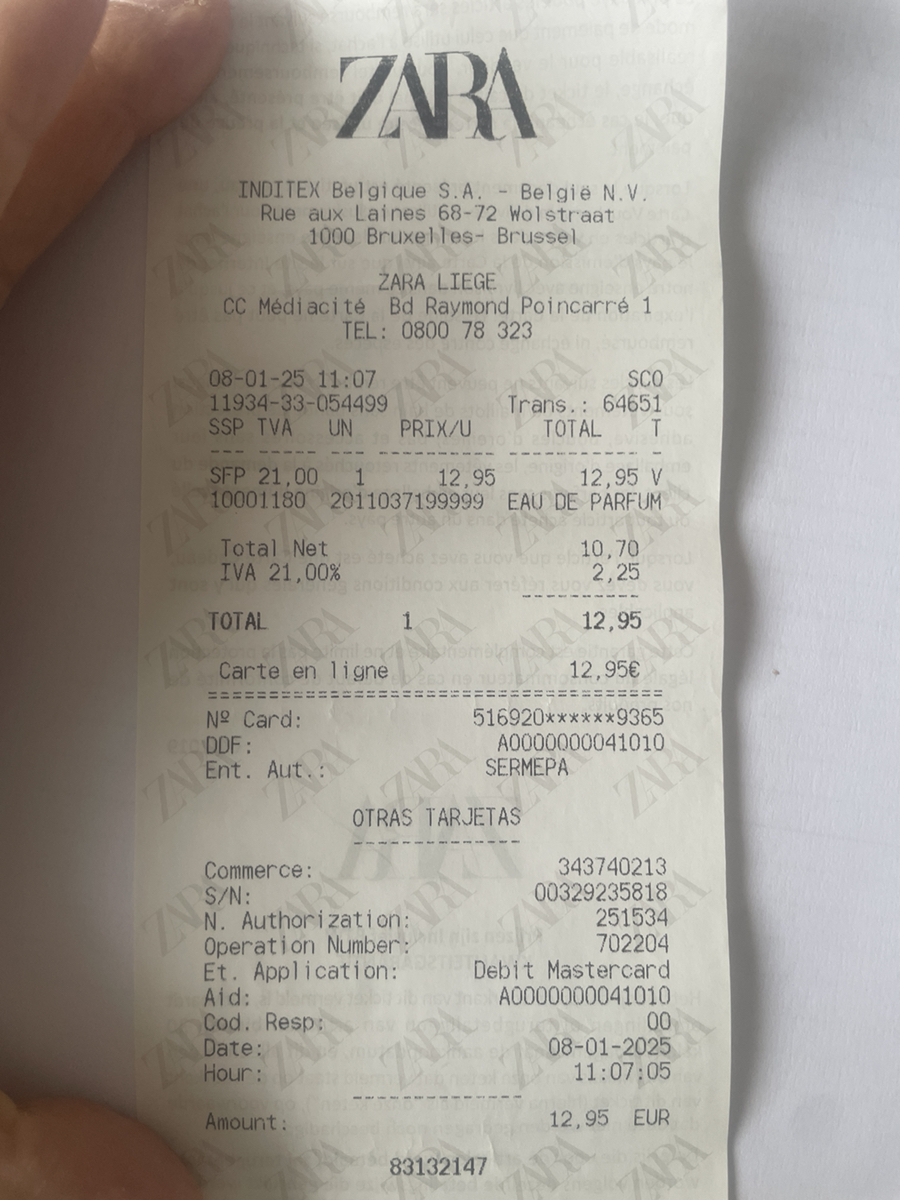 ZARA
INDITEX Belgique S.A. - België N.V.
Rue aux Laines 68-72 Wolstraat
1000 Bruxelles- Brussel
ZARA LIEGE
CC Médiacité Bd Raymond Poincarré 1
TEL: 0800 78 323
08-01-25 11:07 SCO
11934-33-054499 Trans.: 64651
SSP TVA UN PRIX/U TOTAL T
--- ----- --- ---------- ----------- -
SFP 21,00 1 12,95 12,95 V
10001180 2011037199999 EAU DE PARFUM
Total Net 10,70
IVA 21,00% 2,25
----------
TOTAL 1 12,95
Carte en ligne 12,95€
======================================
Nº Card: 516920******9365
DDF: A0000000041010
Ent. Aut.: SERMEPA
OTRAS TARJETAS
--------------
Commerce: 343740213
S/N: 00329235818
N. Authorization: 251534
Operation Number: 702204
Et. Application: Debit Mastercard
Aid: A0000000041010
Cod. Resp: 00
Date: 08-01-2025
Hour: 11:07:05
--------------
Amount: 12,95 EUR
83132147